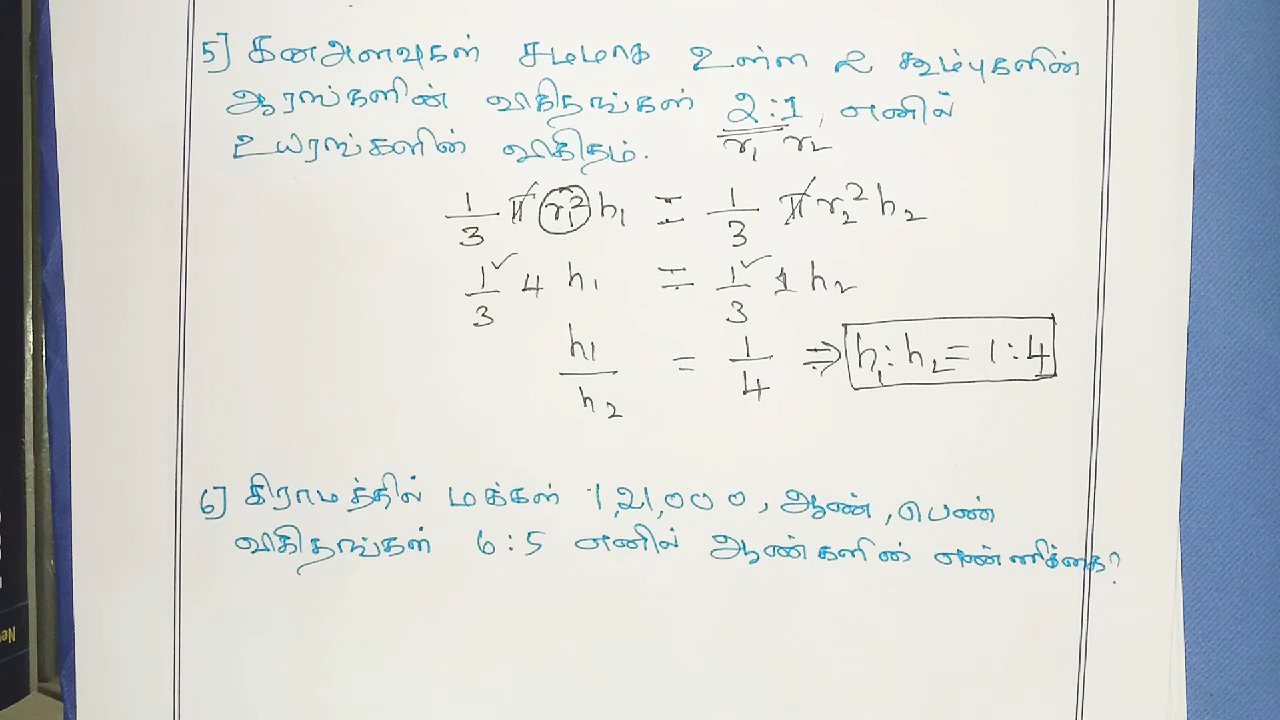 5] கனஅளவுகள் சமமாக உள்ள 2 கூம்புகளின்
ஆரங்களின் விகிதங்கள் 2:1, எனில்
r₁ r₂
உயரங்களின் விகிதம்.
1/3 π r₁² h₁ = 1/3 π r₂² h₂
1/3 4 h₁ = 1/3 1 h₂
h₁/h₂ = 1/4 ⇒ h₁:h₂ = 1:4
6] கிராமத்தில் மக்கள் 1,21,000, ஆண், பெண்
விகிதங்கள் 6:5 எனில் ஆண்களின் எண்ணிக்கை?